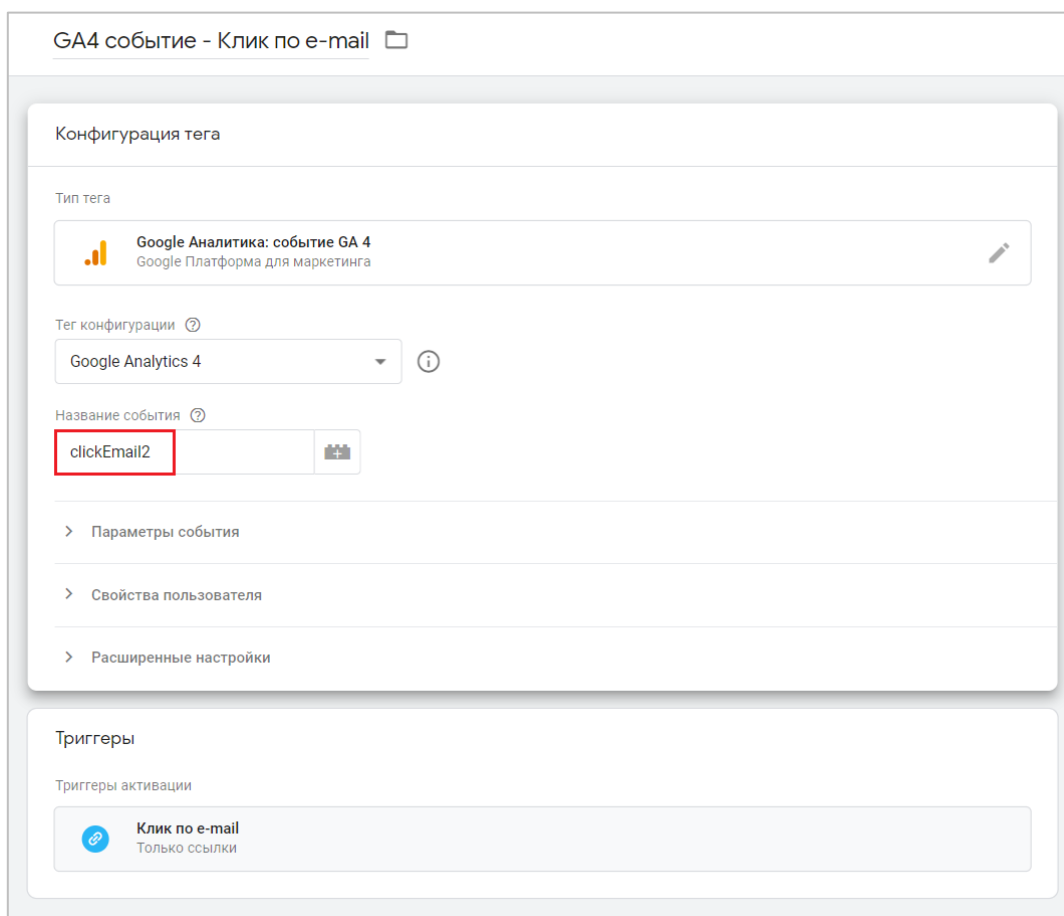 GA4 событие - Клик по e-mail
Конфигурация тега
Тип тега
Google Аналитика: событие GA 4
Google Платформа для маркетинга
Тег конфигурации
Google Analytics 4
Название события
clickEmail2
Параметры события
Свойства пользователя
Расширенные настройки
Триггеры
Триггеры активации
Клик по e-mail
Только ссылки